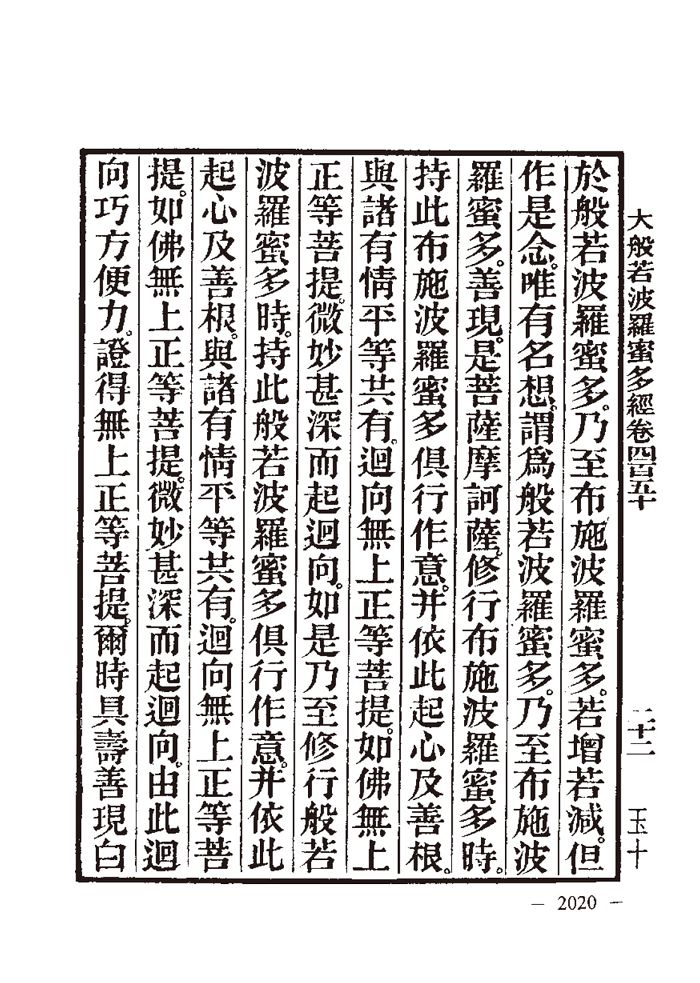 大般若波羅蜜多經卷四百五十
二十二
玉十
於般若波羅蜜多。乃至布施波羅蜜多。若增若減。但
作是念。唯有名想。謂爲般若波羅蜜多。乃至布施波
羅蜜多。善現。是菩薩摩訶薩。修行布施波羅蜜多時。
持此布施波羅蜜多俱行作意。并依此起心及善根。
與諸有情平等共有。迴向無上正等菩提。如佛無上
正等菩提。微妙甚深而起迴向。如是乃至修行般若
波羅蜜多時。持此般若波羅蜜多俱行作意。并依此
起心及善根。與諸有情平等共有。迴向無上正等菩
提。如佛無上正等菩提。微妙甚深而起迴向。由此迴
向巧方便力。證得無上正等菩提。爾時具壽善現白
— 2020 —